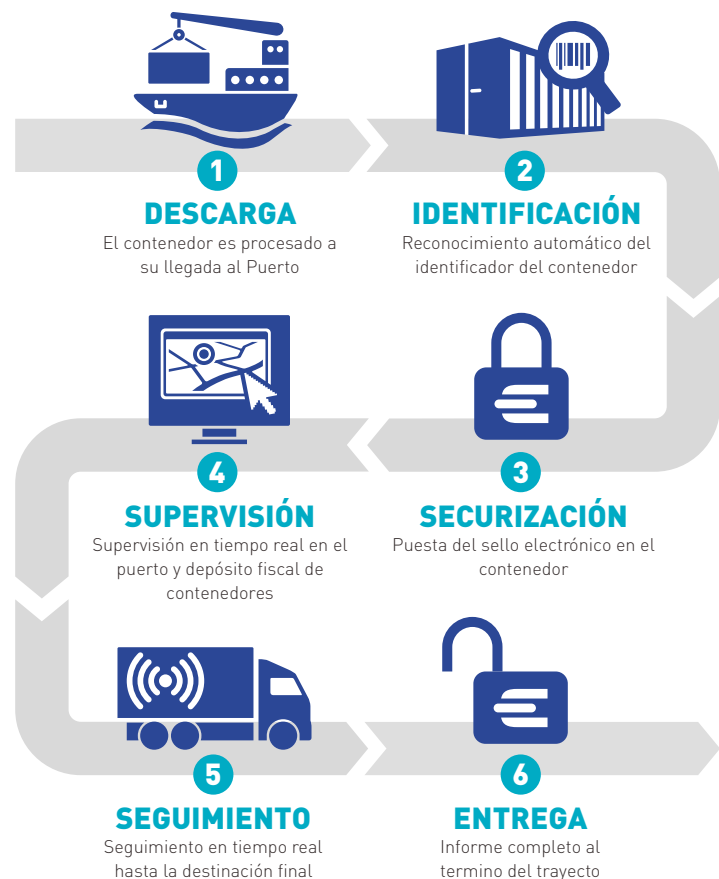 1
DESCARGA
El contenedor es procesado a
su llegada al Puerto
2
IDENTIFICACIÓN
Reconocimiento automático del
identificador del contenedor
3
SECURIZACIÓN
Puesta del sello electrónico en el
contenedor
4
SUPERVISIÓN
Supervisión en tiempo real en el
puerto y depósito fiscal de
contenedores
5
SEGUIMIENTO
Seguimiento en tiempo real
hasta la destinación final
6
ENTREGA
Informe completo al
termino del trayecto